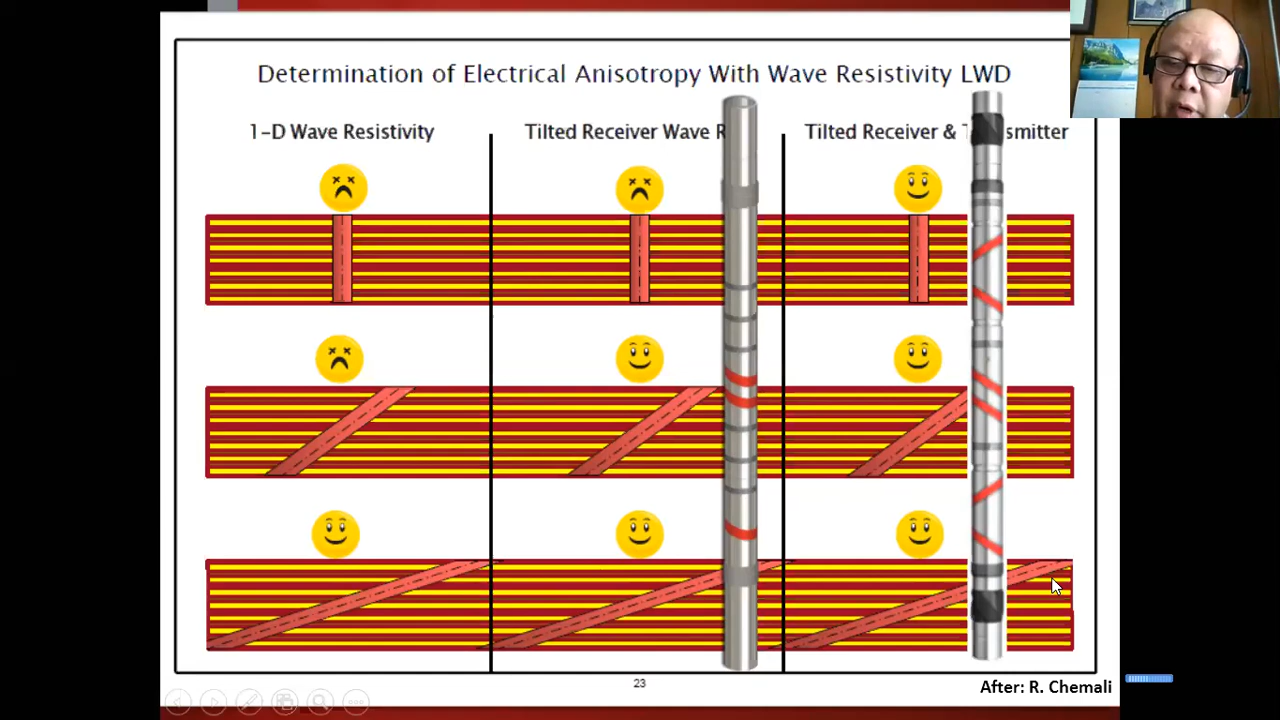 Determination of Electrical Anisotropy With Wave Resistivity LWD
1-D Wave Resistivity
Tilted Receiver Wave R
Tilted Receiver & T smitter
23
After: R. Chemali